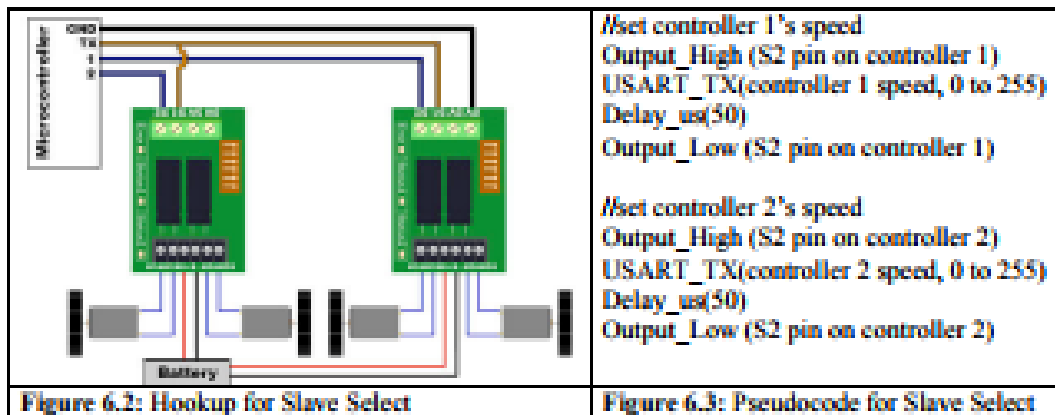 Microcontroller
GND
TX
1
2
Battery
Figure 6.2: Hookup for Slave Select
//set controller 1's speed
Output_High (S2 pin on controller 1)
USART_TX(controller 1 speed, 0 to 255)
Delay_us(50)
Output_Low (S2 pin on controller 1)
//set controller 2's speed
Output_High (S2 pin on controller 2)
USART_TX(controller 2 speed, 0 to 255)
Delay_us(50)
Output_Low (S2 pin on controller 2)
Figure 6.3: Pseudocode for Slave Select